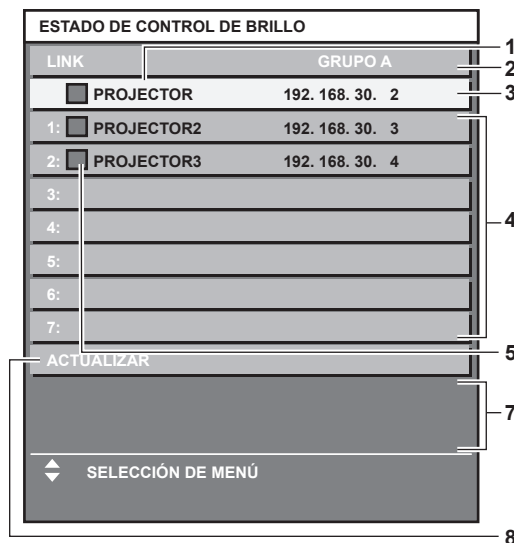 ESTADO DE CONTROL DE BRILLO
LINK GRUPO A
PROJECTOR 192. 168. 30. 2
1: PROJECTOR2 192. 168. 30. 3
2: PROJECTOR3 192. 168. 30. 4
3:
4:
5:
6:
7:
ACTUALIZAR
SELECCIÓN DE MENÚ
1
2
3
4
5
7
8